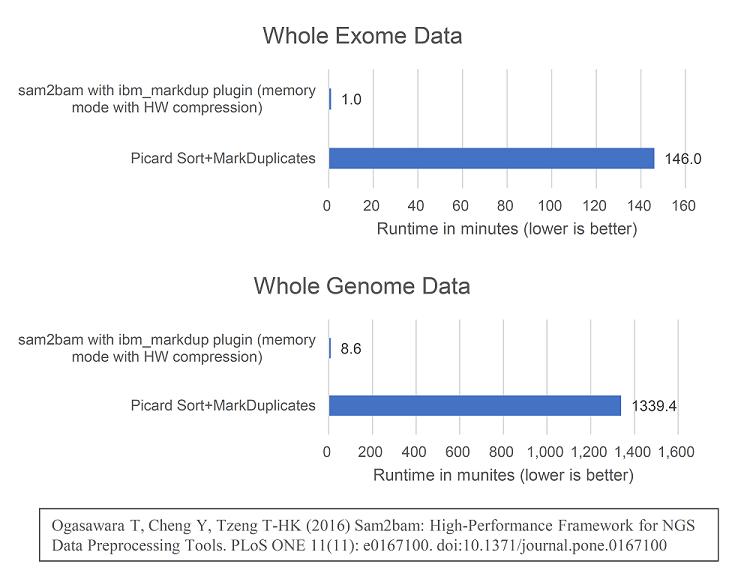 Whole Exome Data
sam2bam with ibm_markdup plugin (memory
mode with HW compression)
1.0
Picard Sort+MarkDuplicates
146.0
0 20 40 60 80 100 120 140 160
Runtime in minutes (lower is better)
Whole Genome Data
sam2bam with ibm_markdup plugin (memory
mode with HW compression)
8.6
Picard Sort+MarkDuplicates
1339.4
0 200 400 600 800 1,000 1,200 1,400 1,600
Runtime in munites (lower is better)
Ogasawara T, Cheng Y, Tzeng T-HK (2016) Sam2bam: High-Performance Framework for NGS
Data Preprocessing Tools. PLoS ONE 11(11): e0167100. doi:10.1371/journal.pone.0167100